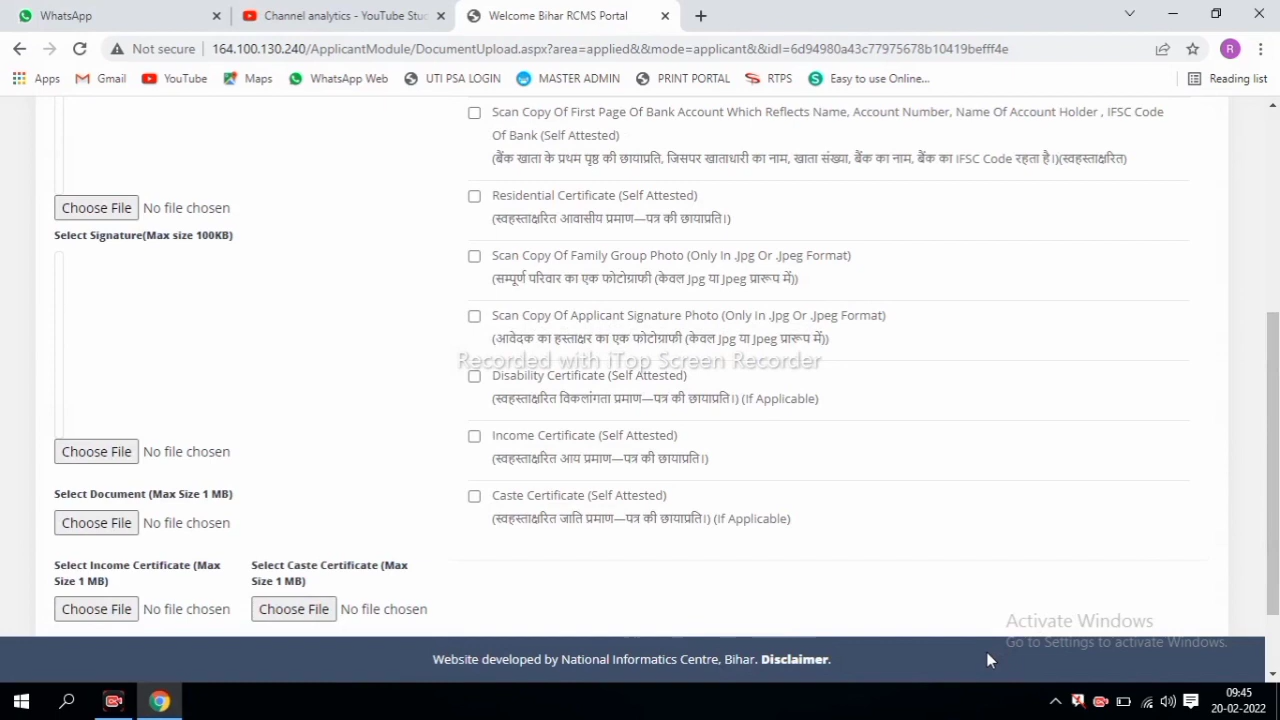 WhatsApp
Channel analytics - YouTube Stu
Welcome Bihar RCMS Portal
Not secure
164.100.130.240/ApplicantModule/DocumentUpload.aspx?area=applied&&mode=applicant&&idl=6d94980a43c77975678b10419befff4e
R
Apps
Gmail
YouTube
Maps
WhatsApp Web
UTI PSA LOGIN
MASTER ADMIN
PRINT PORTAL
RTPS
Easy to use Online...
Reading list
Scan Copy Of First Page Of Bank Account Which Reflects Name, Account Number, Name Of Account Holder , IFSC Code
Of Bank (Self Attested)
(बैंक खाता के प्रथम पृष्ठ की छायाप्रति, जिसपर खाताधारी का नाम, खाता संख्या, बैंक का नाम, बैंक का IFSC Code रहता है।)(स्वहस्ताक्षरित)
Residential Certificate (Self Attested)
(स्वहस्ताक्षरित आवासीय प्रमाण—पत्र की छायाप्रति।)
Choose File No file chosen
Select Signature(Max size 100KB)
Scan Copy Of Family Group Photo (Only In .Jpg Or .Jpeg Format)
(सम्पूर्ण परिवार का एक फोटोग्राफी (केवल Jpg या Jpeg प्रारूप में))
Scan Copy Of Applicant Signature Photo (Only In .Jpg Or .Jpeg Format)
(आवेदक का हस्ताक्षर का एक फोटोग्राफी (केवल Jpg या Jpeg प्रारूप में))
Recorded with iTop Screen Recorder
Disability Certificate (Self Attested)
(स्वहस्ताक्षरित विकलांगता प्रमाण—पत्र की छायाप्रति।) (If Applicable)
Income Certificate (Self Attested)
(स्वहस्ताक्षरित आय प्रमाण—पत्र की छायाप्रति।)
Caste Certificate (Self Attested)
(स्वहस्ताक्षरित जाति प्रमाण—पत्र की छायाप्रति।) (If Applicable)
Choose File No file chosen
Select Document (Max Size 1 MB)
Choose File No file chosen
Select Income Certificate (Max
Size 1 MB)
Choose File No file chosen
Select Caste Certificate (Max
Size 1 MB)
Choose File No file chosen
Activate Windows
Go to Settings to activate Windows.
Website developed by National Informatics Centre, Bihar. Disclaimer.
09:45
20-02-2022